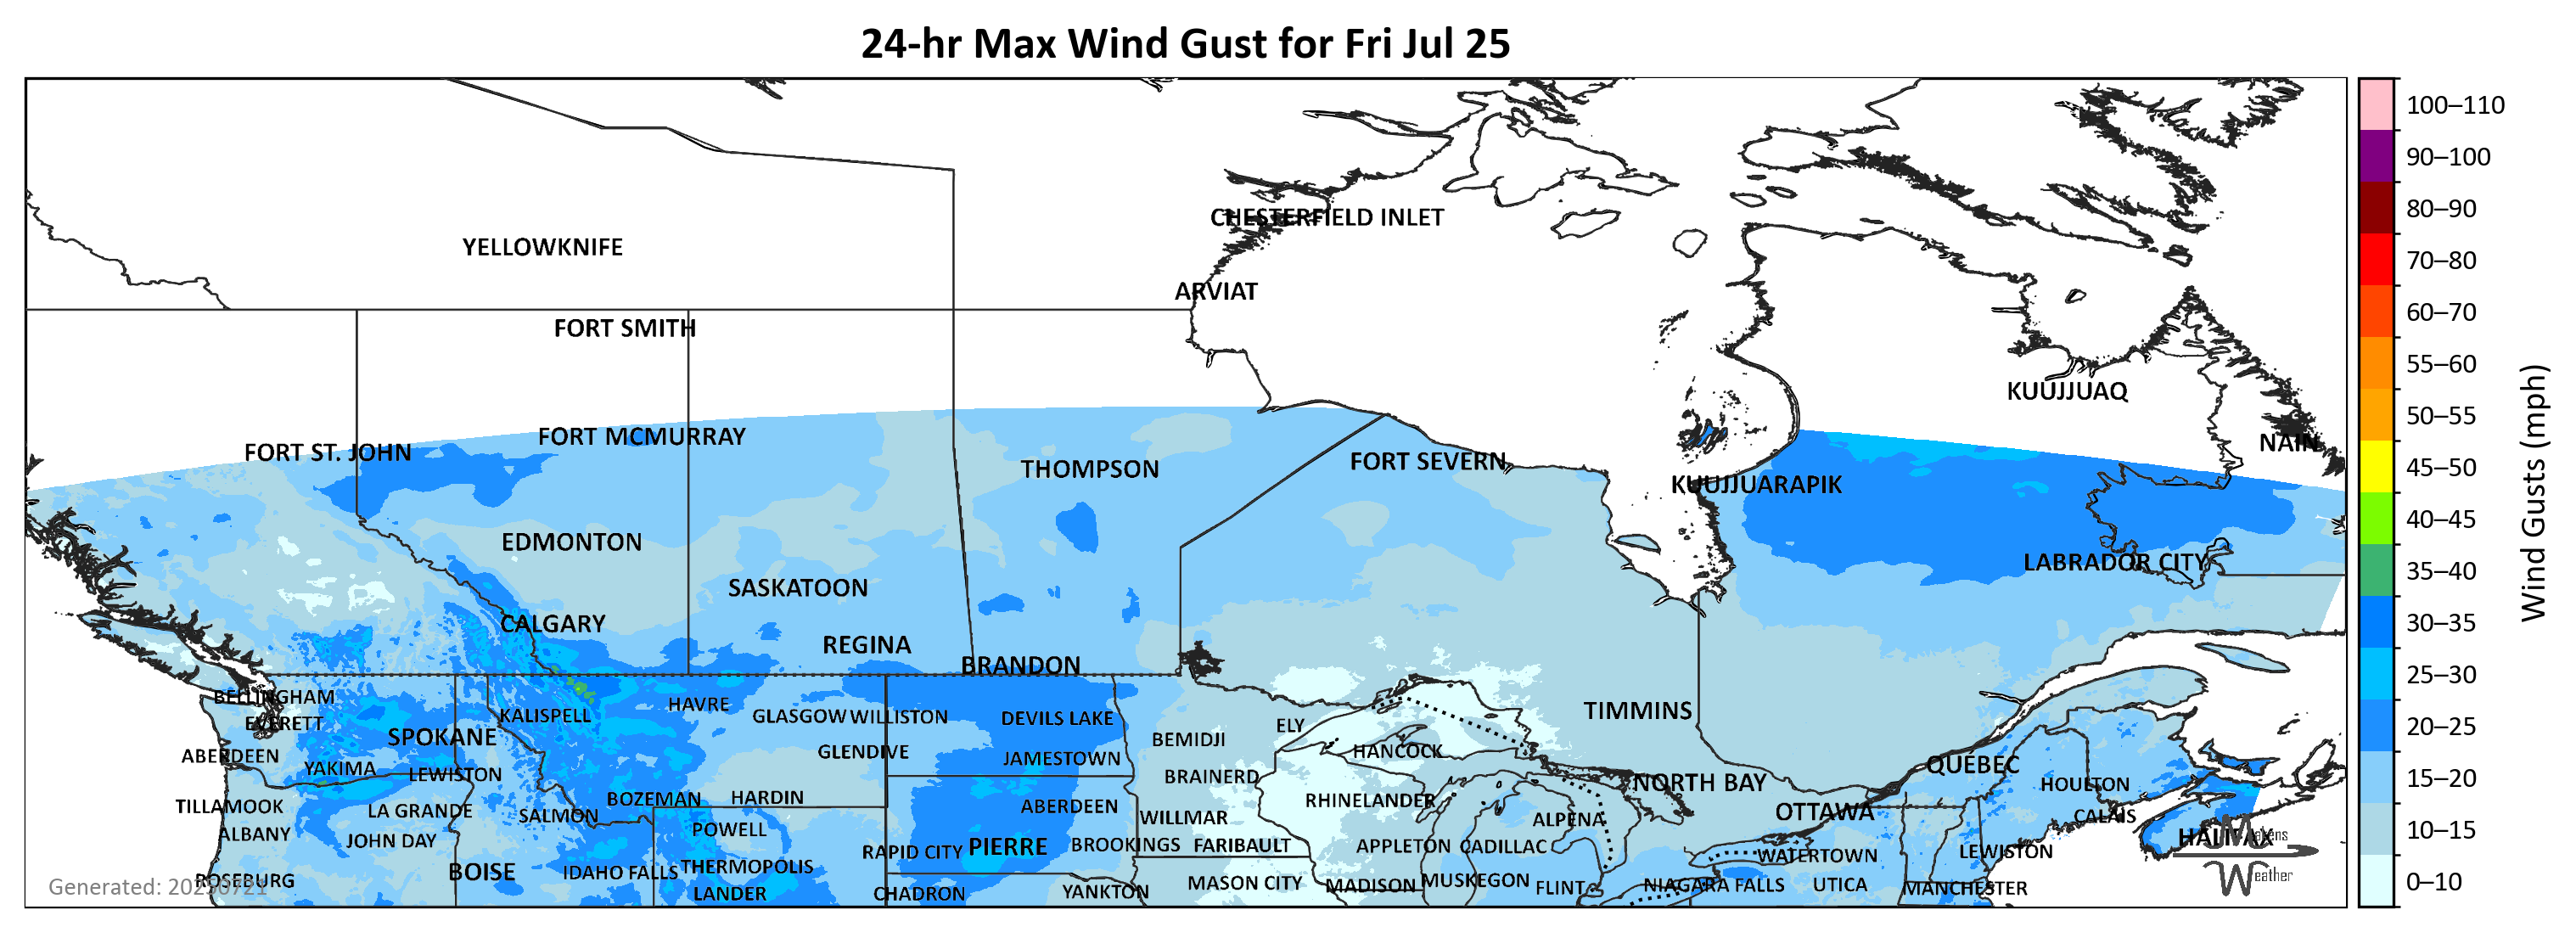 24-hr Max Wind Gust for Fri Jul 25
100–110
90–100
80–90
70–80
60–70
55–60
50–55
45–50
40–45
35–40
30–35
25–30
20–25
15–20
10–15
0–10
Wind Gusts (mph)
CHESTERFIELD INLET
YELLOWKNIFE
ARVIAT
FORT SMITH
KUUJJUAQ
FORT MCMURRAY
NAIN
FORT ST. JOHN
FORT SEVERN
THOMPSON
KUUJJUARAPIK
EDMONTON
LABRADOR CITY
SASKATOON
CALGARY
REGINA
BRANDON
BELLINGHAM
HAVRE
TIMMINS
KALISPELL
GLASGOW
WILLISTON
DEVILS LAKE
EVERETT
ELY
SPOKANE
BEMIDJI
HANCOCK
GLENDIVE
ABERDEEN
JAMESTOWN
QUÉBEC
YAKIMA
LEWISTON
BRAINERD
NORTH BAY
HOULTON
BOZEMAN
HARDIN
RHINELANDER
TILLAMOOK
ABERDEEN
LA GRANDE
OTTAWA
SALMON
WILLMAR
CALAIS
ALPENA
POWELL
ALBANY
HALIFAX
JOHN DAY
BROOKINGS
FARIBAULT
APPLETON
CADILLAC
PIERRE
RAPID CITY
LEWISTON
WATERTOWN
THERMOPOLIS
BOISE
IDAHO FALLS
ROSEBURG
MUSKEGON
MASON CITY
MADISON
NIAGARA FALLS
UTICA
FLINT
MANCHESTER
YANKTON
CHADRON
LANDER
Weather